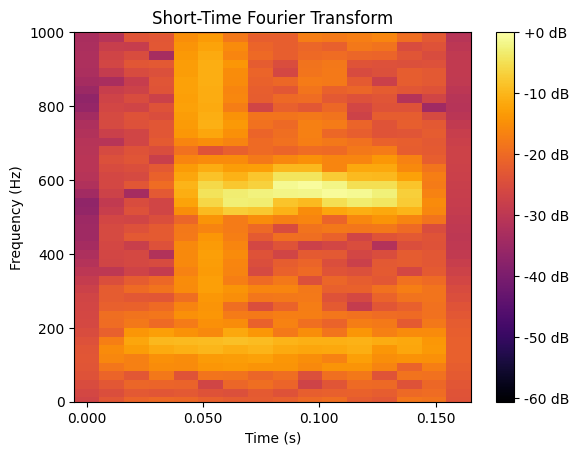 Short-Time Fourier Transform
1000
800
600
400
200
0
Frequency (Hz)
0.000
0.050
0.100
0.150
Time (s)
+0 dB
-10 dB
-20 dB
-30 dB
-40 dB
-50 dB
-60 dB